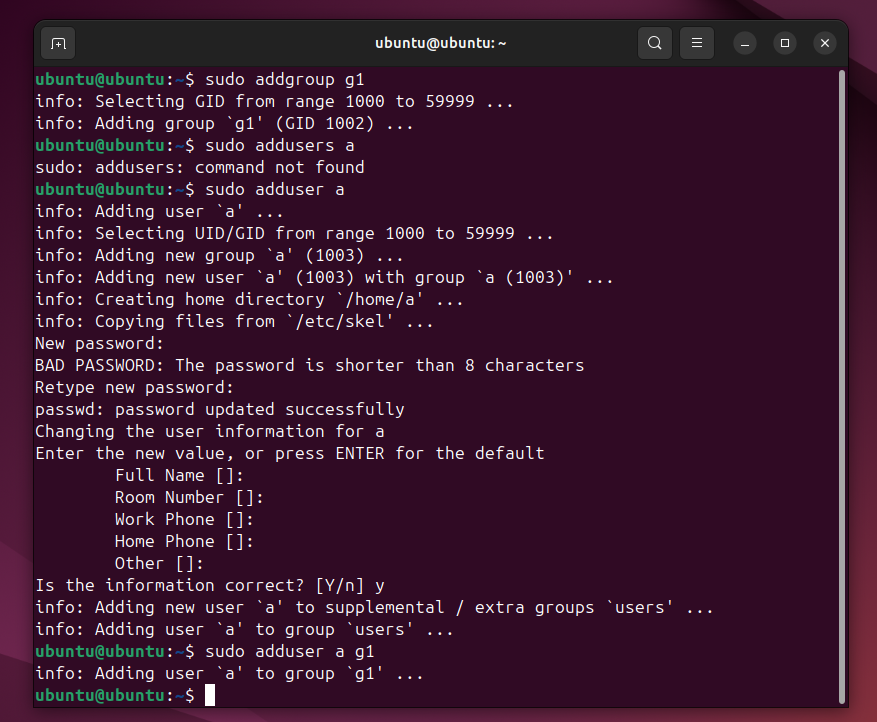 ubuntu@ubuntu: ~
ubuntu@ubuntu:~$ sudo addgroup g1
info: Selecting GID from range 1000 to 59999 ...
info: Adding group `g1' (GID 1002) ...
ubuntu@ubuntu:~$ sudo addusers a
sudo: addusers: command not found
ubuntu@ubuntu:~$ sudo adduser a
info: Adding user `a' ...
info: Selecting UID/GID from range 1000 to 59999 ...
info: Adding new group `a' (1003) ...
info: Adding new user `a' (1003) with group `a (1003)' ...
info: Creating home directory `/home/a' ...
info: Copying files from `/etc/skel' ...
New password:
BAD PASSWORD: The password is shorter than 8 characters
Retype new password:
passwd: password updated successfully
Changing the user information for a
Enter the new value, or press ENTER for the default
        Full Name []:
        Room Number []:
        Work Phone []:
        Home Phone []:
        Other []:
Is the information correct? [Y/n] y
info: Adding new user `a' to supplemental / extra groups `users' ...
info: Adding user `a' to group `users' ...
ubuntu@ubuntu:~$ sudo adduser a g1
info: Adding user `a' to group `g1' ...
ubuntu@ubuntu:~$